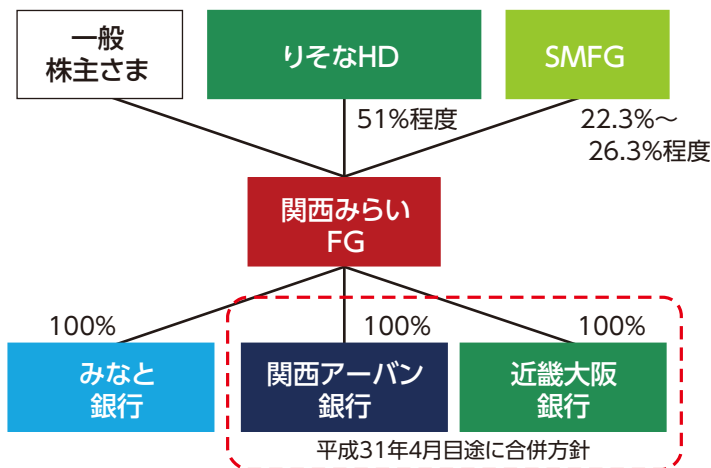 一般
株主さま
りそなHD
SMFG
51%程度
22.3%～
26.3%程度
関西みらい
FG
100%
100%
100%
みなと
銀行
関西アーバン
銀行
近畿大阪
銀行
平成31年4月目途に合併方針